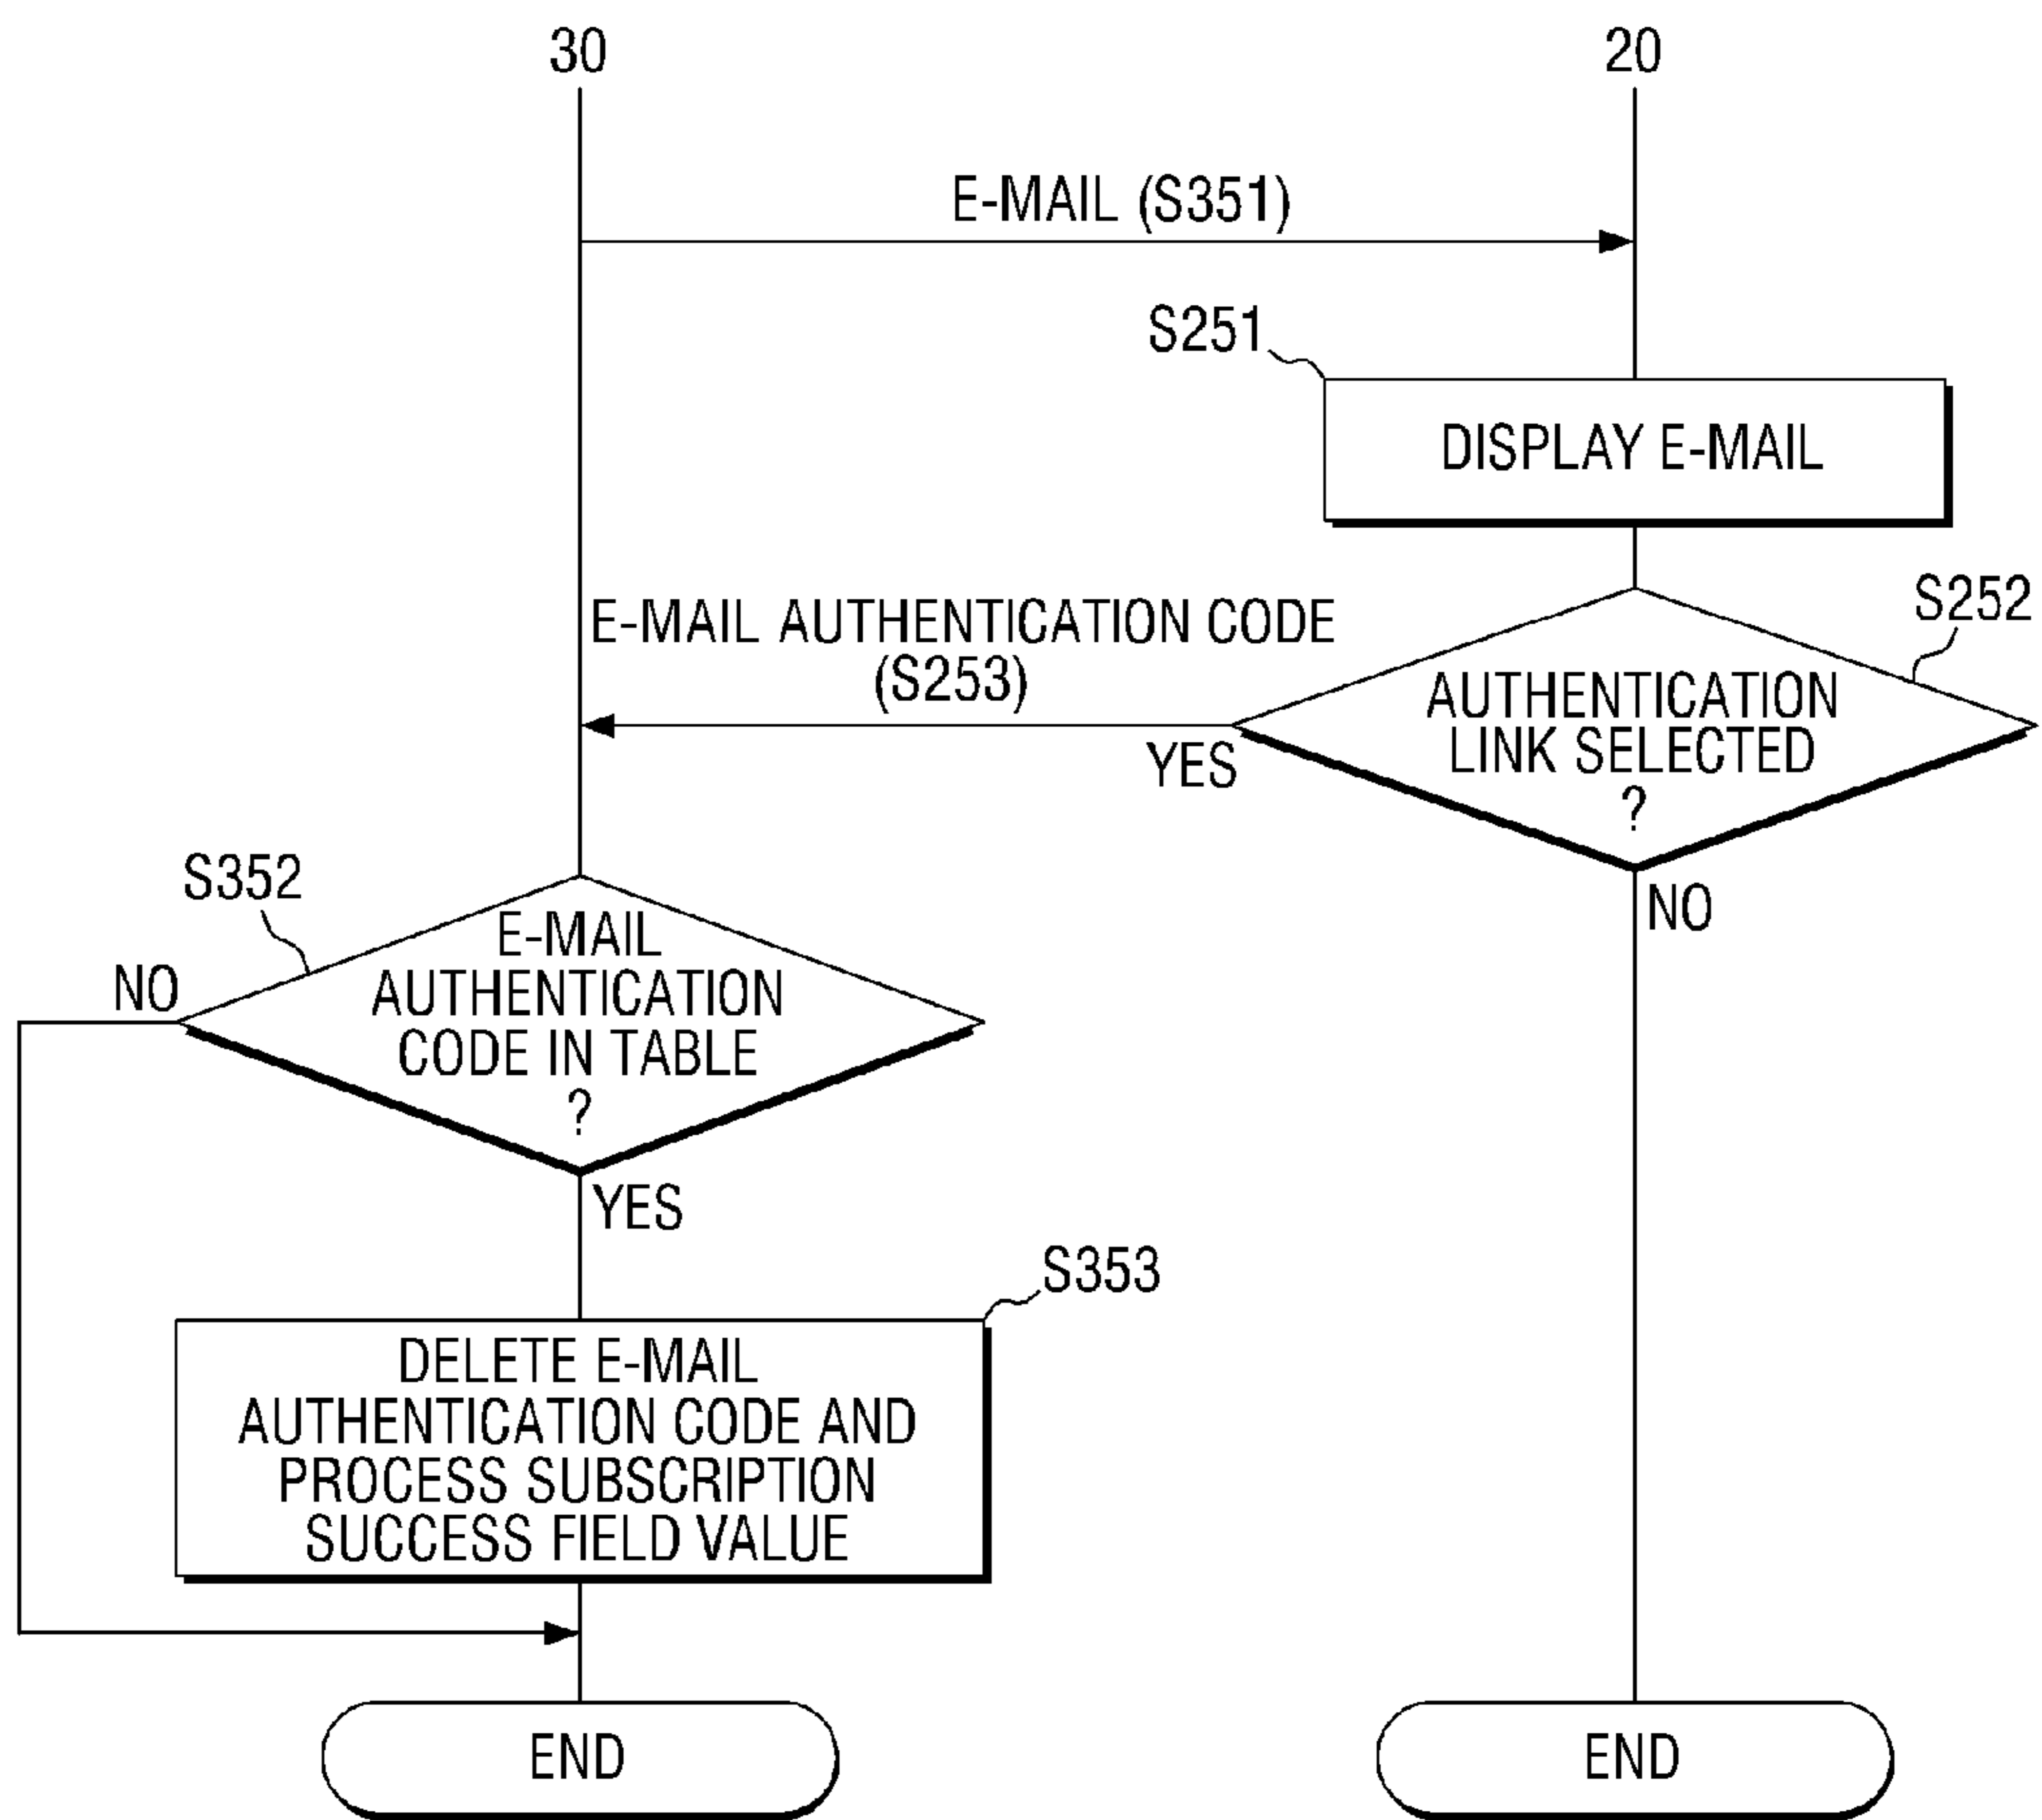 30
20
E-MAIL (S351)
S251
DISPLAY E-MAIL
E-MAIL AUTHENTICATION CODE
(S253)
S252
AUTHENTICATION
LINK SELECTED
?
YES
NO
S352
E-MAIL
AUTHENTICATION
CODE IN TABLE
?
NO
YES
S353
DELETE E-MAIL
AUTHENTICATION CODE AND
PROCESS SUBSCRIPTION
SUCCESS FIELD VALUE
END
END